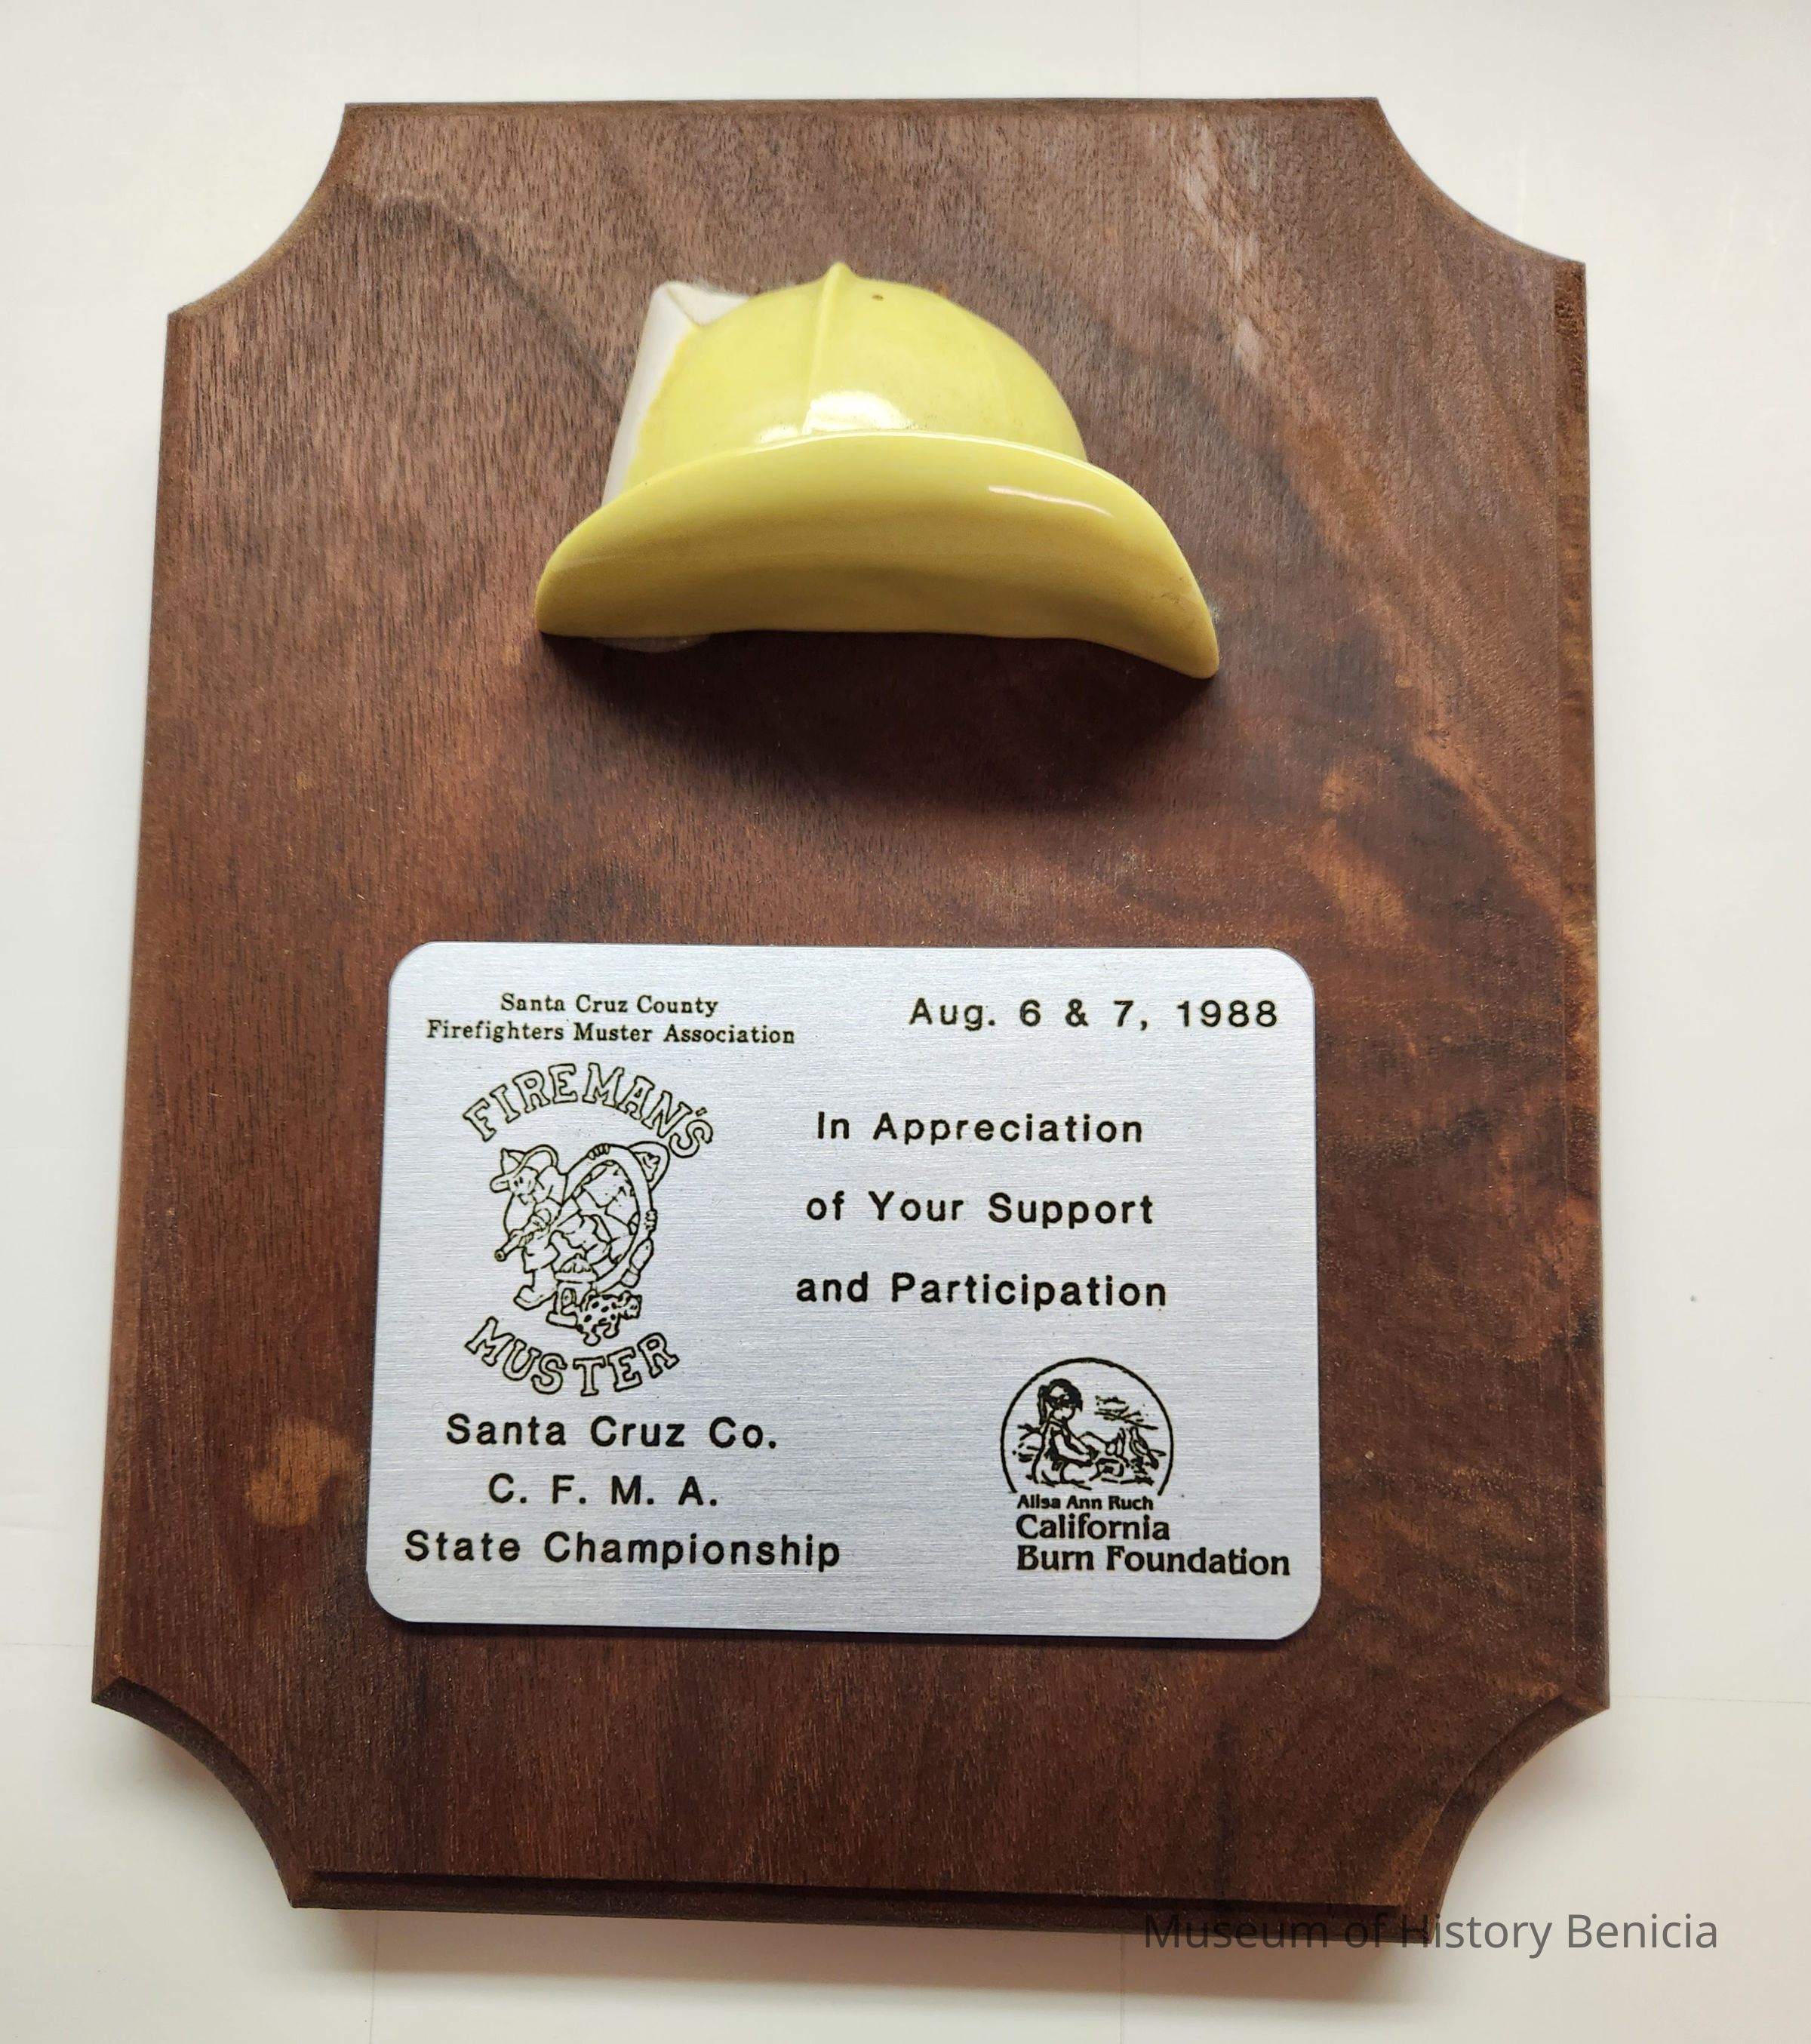 Santa Cruz County
Firefighters Muster Association
FIREMAN'S
MUSTER
Santa Cruz Co.
C. F. M. A.
State Championship
Aug. 6 & 7, 1988
In Appreciation
of Your Support
and Participation
Alisa Ann Ruch
California
Burn Foundation
Museum of History Benicia